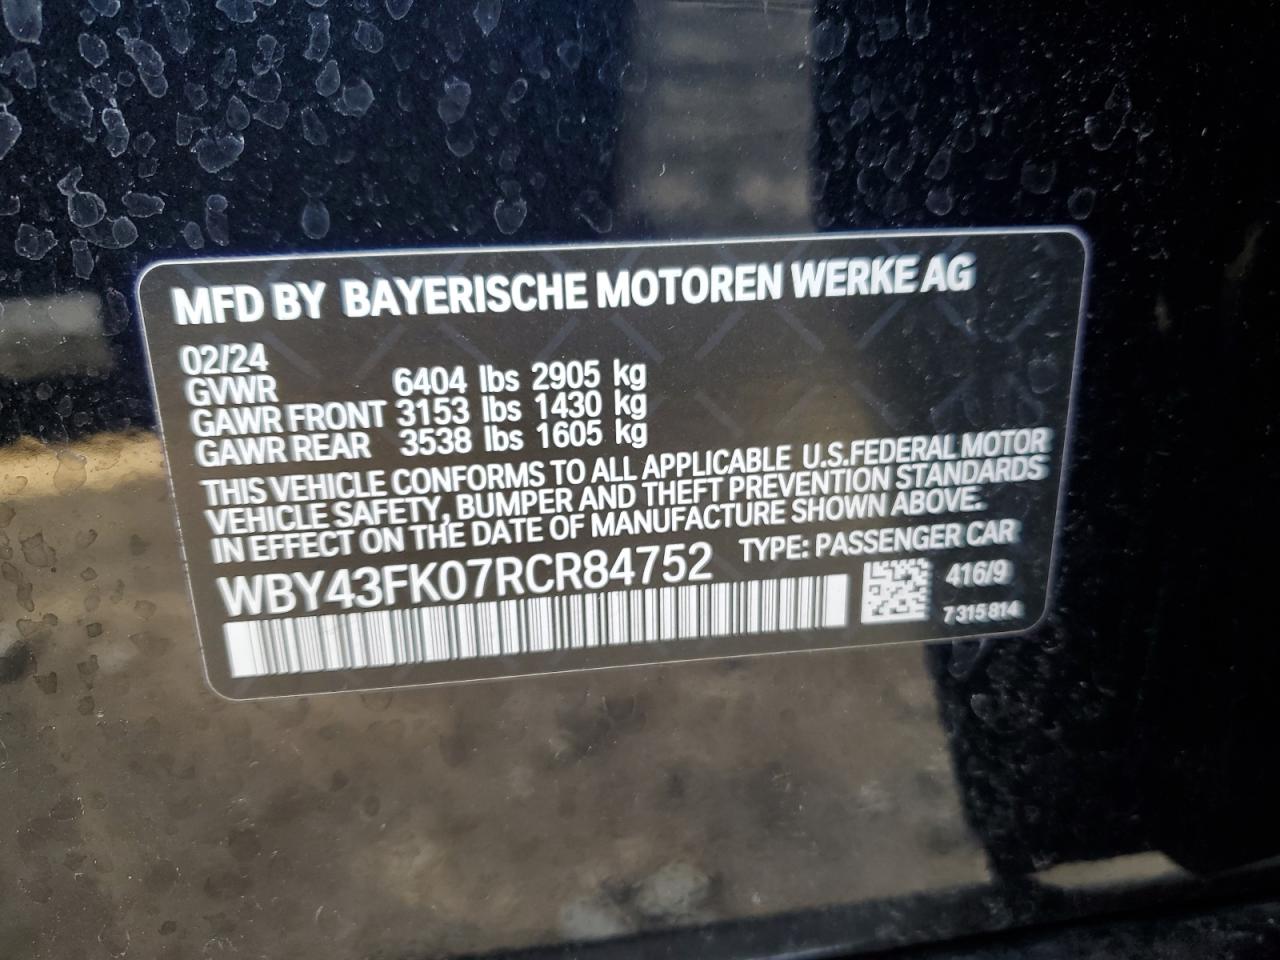 MFD BY BAYERISCHE MOTOREN WERKE AG
02/24
GVWR 6404 lbs 2905 kg
GAWR FRONT 3153 lbs 1430 kg
GAWR REAR 3538 lbs 1605 kg
THIS VEHICLE CONFORMS TO ALL APPLICABLE U.S.FEDERAL MOTOR
VEHICLE SAFETY, BUMPER AND THEFT PREVENTION STANDARDS
IN EFFECT ON THE DATE OF MANUFACTURE SHOWN ABOVE.
WBY43FK07RCR84752 TYPE: PASSENGER CAR
416/9
7 315 814